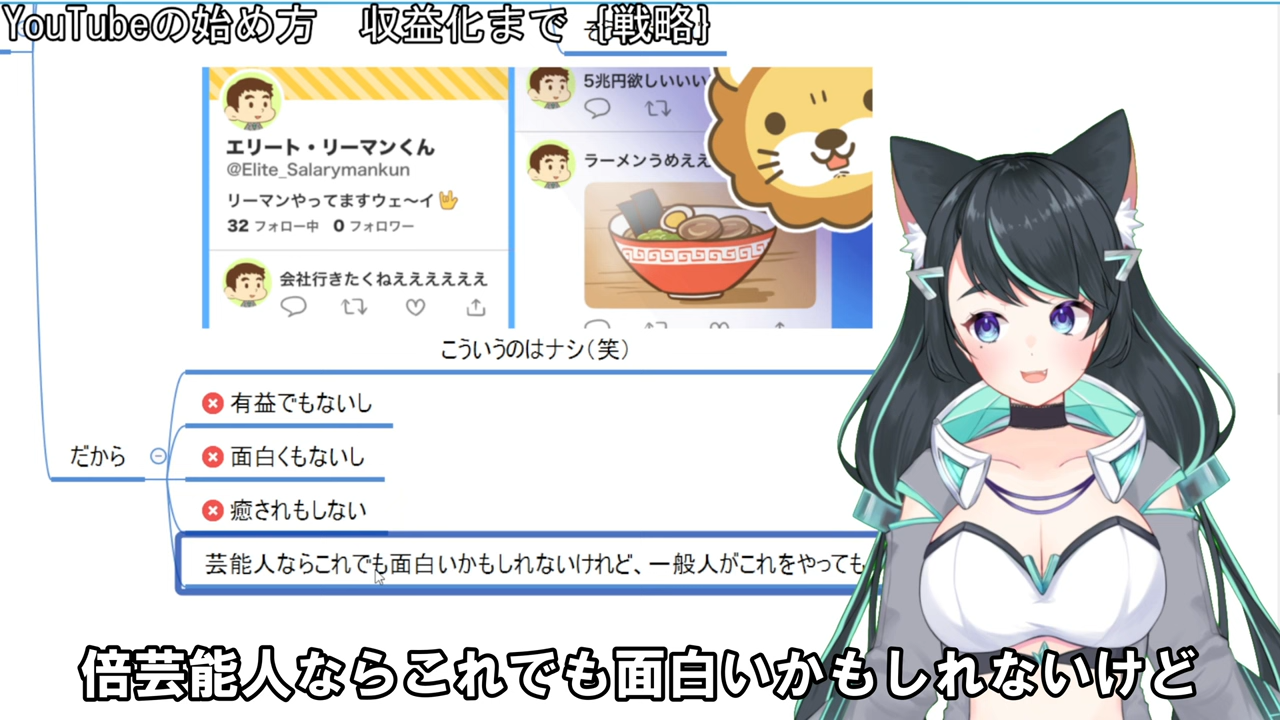 YouTubeの始め方　収益化まで {戦略}
エリート・リーマンくん
@Elite_Salarymankun
リーマンやってますウェ～イ🤟
32 フォロー中 0 フォロワー
会社行きたくねえええええええ
5兆円欲しいいい
ラーメンうめええ
こういうのはナシ(笑)
だから
有益でもないし
面白くもないし
癒されもしない
芸能人ならこれでも面白いかもしれないけれど、一般人がこれをやっても
倍芸能人ならこれでも面白いかもしれないけど